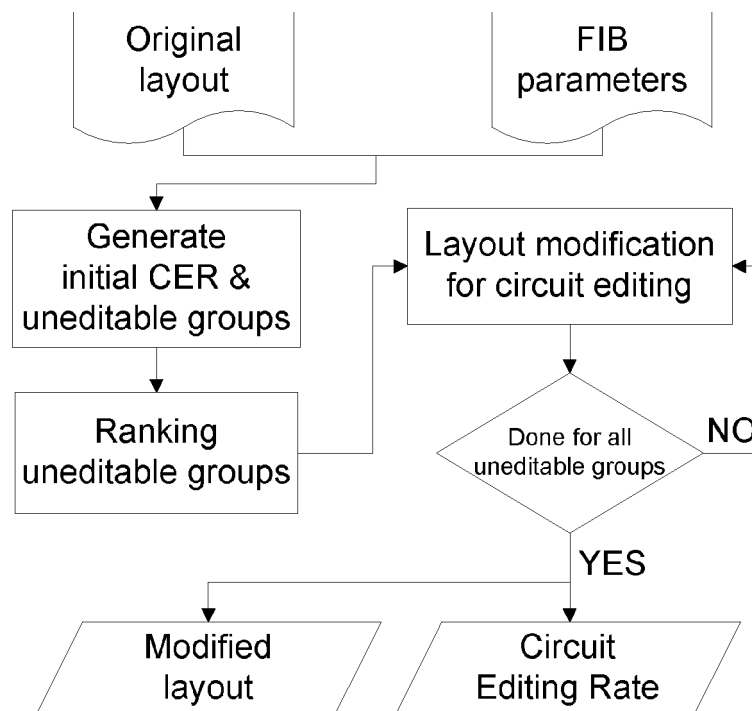 Original
layout
FIB
parameters
Generate
initial CER &
uneditable groups
Layout modification
for circuit editing
Ranking
uneditable groups
Done for all
uneditable groups
NO
YES
Modified
layout
Circuit
Editing Rate